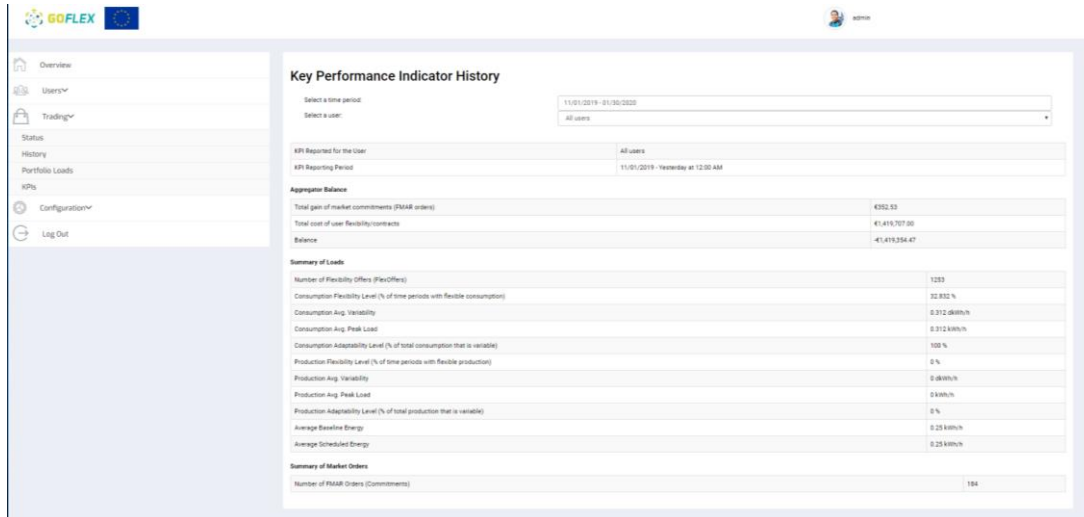 GOFLEX
admin
Overview
Users
Trading
Status
History
Portfolio Loads
KPIs
Configuration
Log Out
Key Performance Indicator History
Select a time period
11/01/2019 - 01/30/2020
Select a user:
All users
KPI Reported for the User All users
KPI Reporting Period 11/01/2019 - Yesterday at 12:00 AM
Aggregator Balance
Total gain of market commitments (FMAR orders) €352.53
Total cost of user flexibility/contracts €1,419,707.00
Balance -€1,419,354.47
Summary of Loads
Number of Flexibility Offers (FlexOffers) 1253
Consumption Flexibility Level (% of time periods with flexible consumption) 32.832 %
Consumption Avg. Variability 0.312 dkWh/h
Consumption Avg. Peak Load 0.312 kWh/h
Consumption Adaptability Level (% of total consumption that is variable) 100 %
Production Flexibility Level (% of time periods with flexible production) 0 %
Production Avg. Variability 0 dkWh/h
Production Avg. Peak Load 0 kWh/h
Production Adaptability Level (% of total production that is variable) 0 %
Average Baseline Energy 0.25 kWh/h
Average Scheduled Energy 0.25 kWh/h
Summary of Market Orders
Number of FMAR Orders (Commitments) 184